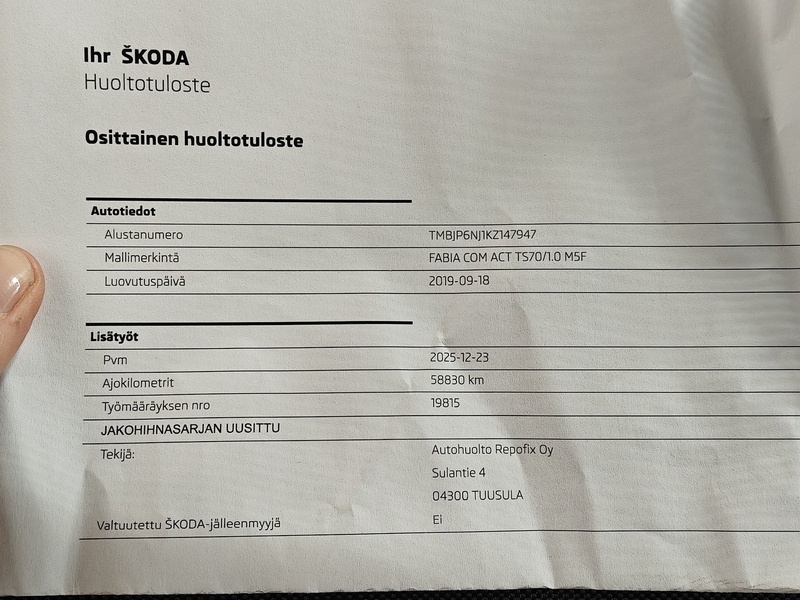 Ihr ŠKODA
Huoltotuloste
Osittainen huoltotuloste
Autotiedot
Alustanumero TMBJP6NJ1KZ147947
Mallimerkintä FABIA COM ACT TS70/1.0 M5F
Luovutuspäivä 2019-09-18
Lisätyöt
Pvm 2025-12-23
Ajokilometrit 58830 km
Työmääräyksen nro 19815
JAKOHIHNASARJAN UUSITTU
Tekijä: Autohuolto Repofix Oy
Sulantie 4
04300 TUUSULA
Valtuutettu ŠKODA-jälleenmyyjä Ei